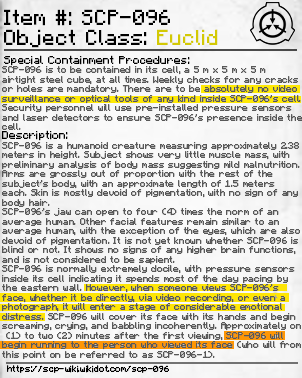 Item #: SCP-096
Object Class: Euclid
Special Containment Procedures:
SCP-096 is to be contained in its cell, a 5 m x 5 m x 5 m
airtight steel cube, at all times. Weekly checks for any cracks
or holes are mandatory. There are to be absolutely no video
surveillance or optical tools of any kind inside SCP-096's cell.
Security personnel will use pre-installed pressure sensors
and laser detectors to ensure SCP-096's presence inside the
cell.
Description:
SCP-096 is a humanoid creature measuring approximately 2.38
meters in height. Subject shows very little muscle mass, with
preliminary analysis of body mass suggesting mild malnutrition.
Arms are grossly out of proportion with the rest of the
subject's body, with an approximate length of 1.5 meters
each. Skin is mostly devoid of pigmentation, with no sign of any
body hair.
SCP-096's jaw can open to four (4) times the norm of an
average human. Other facial features remain similar to an
average human, with the exception of the eyes, which are also
devoid of pigmentation. It is not yet known whether SCP-096 is
blind or not. It shows no signs of any higher brain functions,
and is not considered to be sapient.
SCP-096 is normally extremely docile, with pressure sensors
inside its cell indicating it spends most of the day pacing by
the eastern wall. However, when someone views SCP-096's
face, whether it be directly, via video recording, or even a
photograph, it will enter a stage of considerable emotional
distress. SCP-096 will cover its face with its hands and begin
screaming, crying, and babbling incoherently. Approximately on
(1) to two (2) minutes after the first viewing, SCP-096 will
begin running to the person who viewed its face (who will from
this point on be referred to as SCP-096-1).
https://scp-wiki.wikidot.com/scp-096